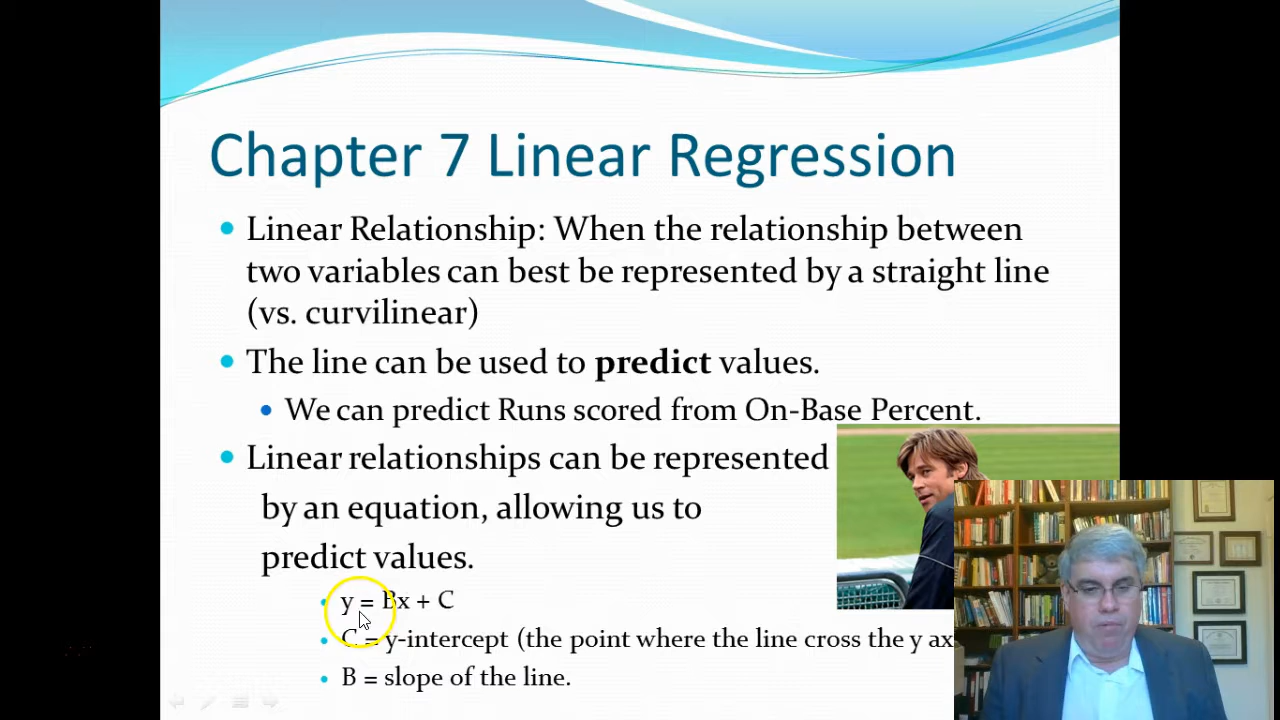 Chapter 7 Linear Regression
Linear Relationship: When the relationship between
two variables can best be represented by a straight line
(vs. curvilinear)
The line can be used to predict values.
We can predict Runs scored from On-Base Percent.
Linear relationships can be represented
by an equation, allowing us to
predict values.
y = Bx + C
C = y-intercept (the point where the line cross the y ax
B = slope of the line.